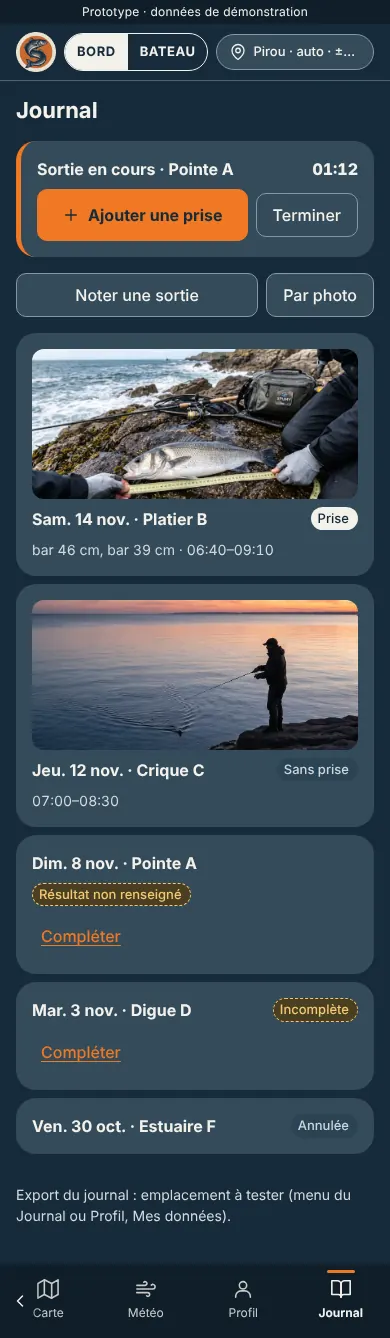 Prototype · données de démonstration
BORD BATEAU Pirou · auto · ±...
Journal
Sortie en cours · Pointe A 01:12
+ Ajouter une prise Terminer
Noter une sortie Par photo
Sam. 14 nov. · Platier B Prise
bar 46 cm, bar 39 cm · 06:40–09:10
Jeu. 12 nov. · Crique C Sans prise
07:00–08:30
Dim. 8 nov. · Pointe A
Résultat non renseigné
Compléter
Mar. 3 nov. · Digue D Incomplète
Compléter
Ven. 30 oct. · Estuaire F Annulée
Export du journal : emplacement à tester (menu du
Journal ou Profil, Mes données).
Carte Météo Profil Journal